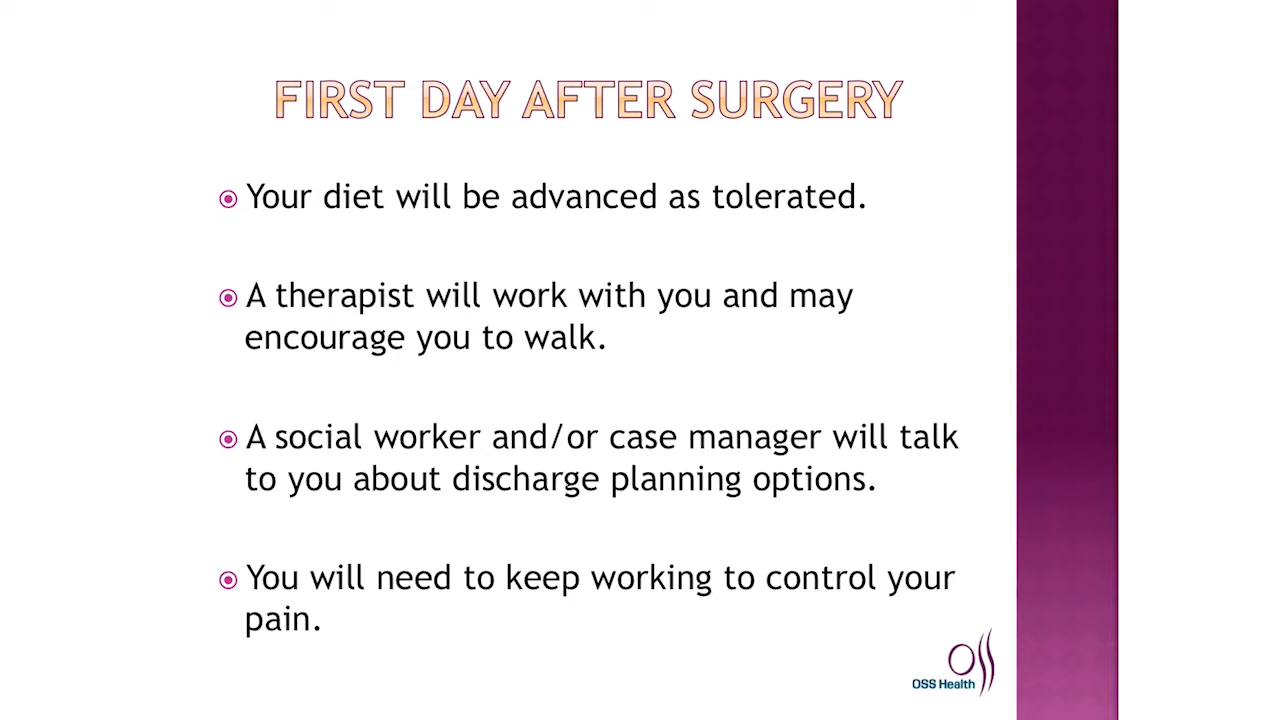 FIRST DAY AFTER SURGERY
Your diet will be advanced as tolerated.
A therapist will work with you and may
encourage you to walk.
A social worker and/or case manager will talk
to you about discharge planning options.
You will need to keep working to control your
pain.
OSS Health